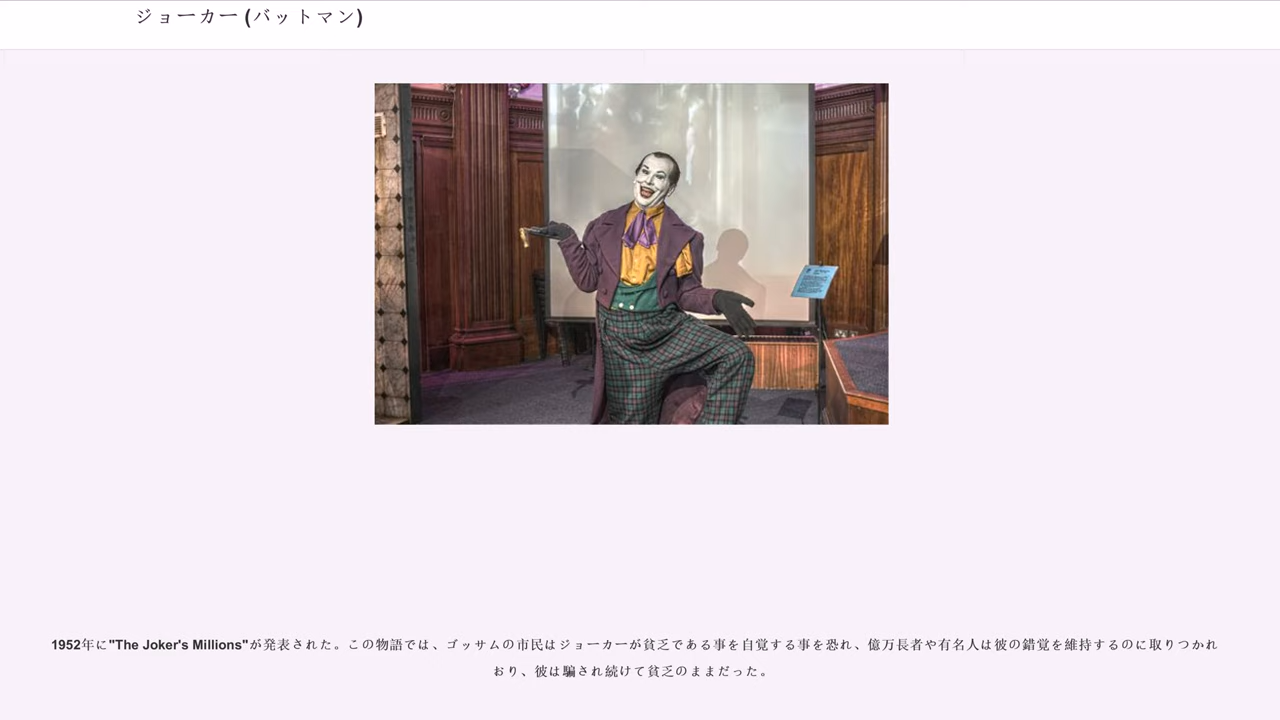 ジョーカー (バットマン)
1952年に"The Joker's Millions"が発表された。この物語では、ゴッサムの市民はジョーカーが貧乏である事を自覚する事を恐れ、億万長者や有名人は彼の錯覚を維持するのに取りつかれ
おり、彼は騙され続けて貧乏のままだった。